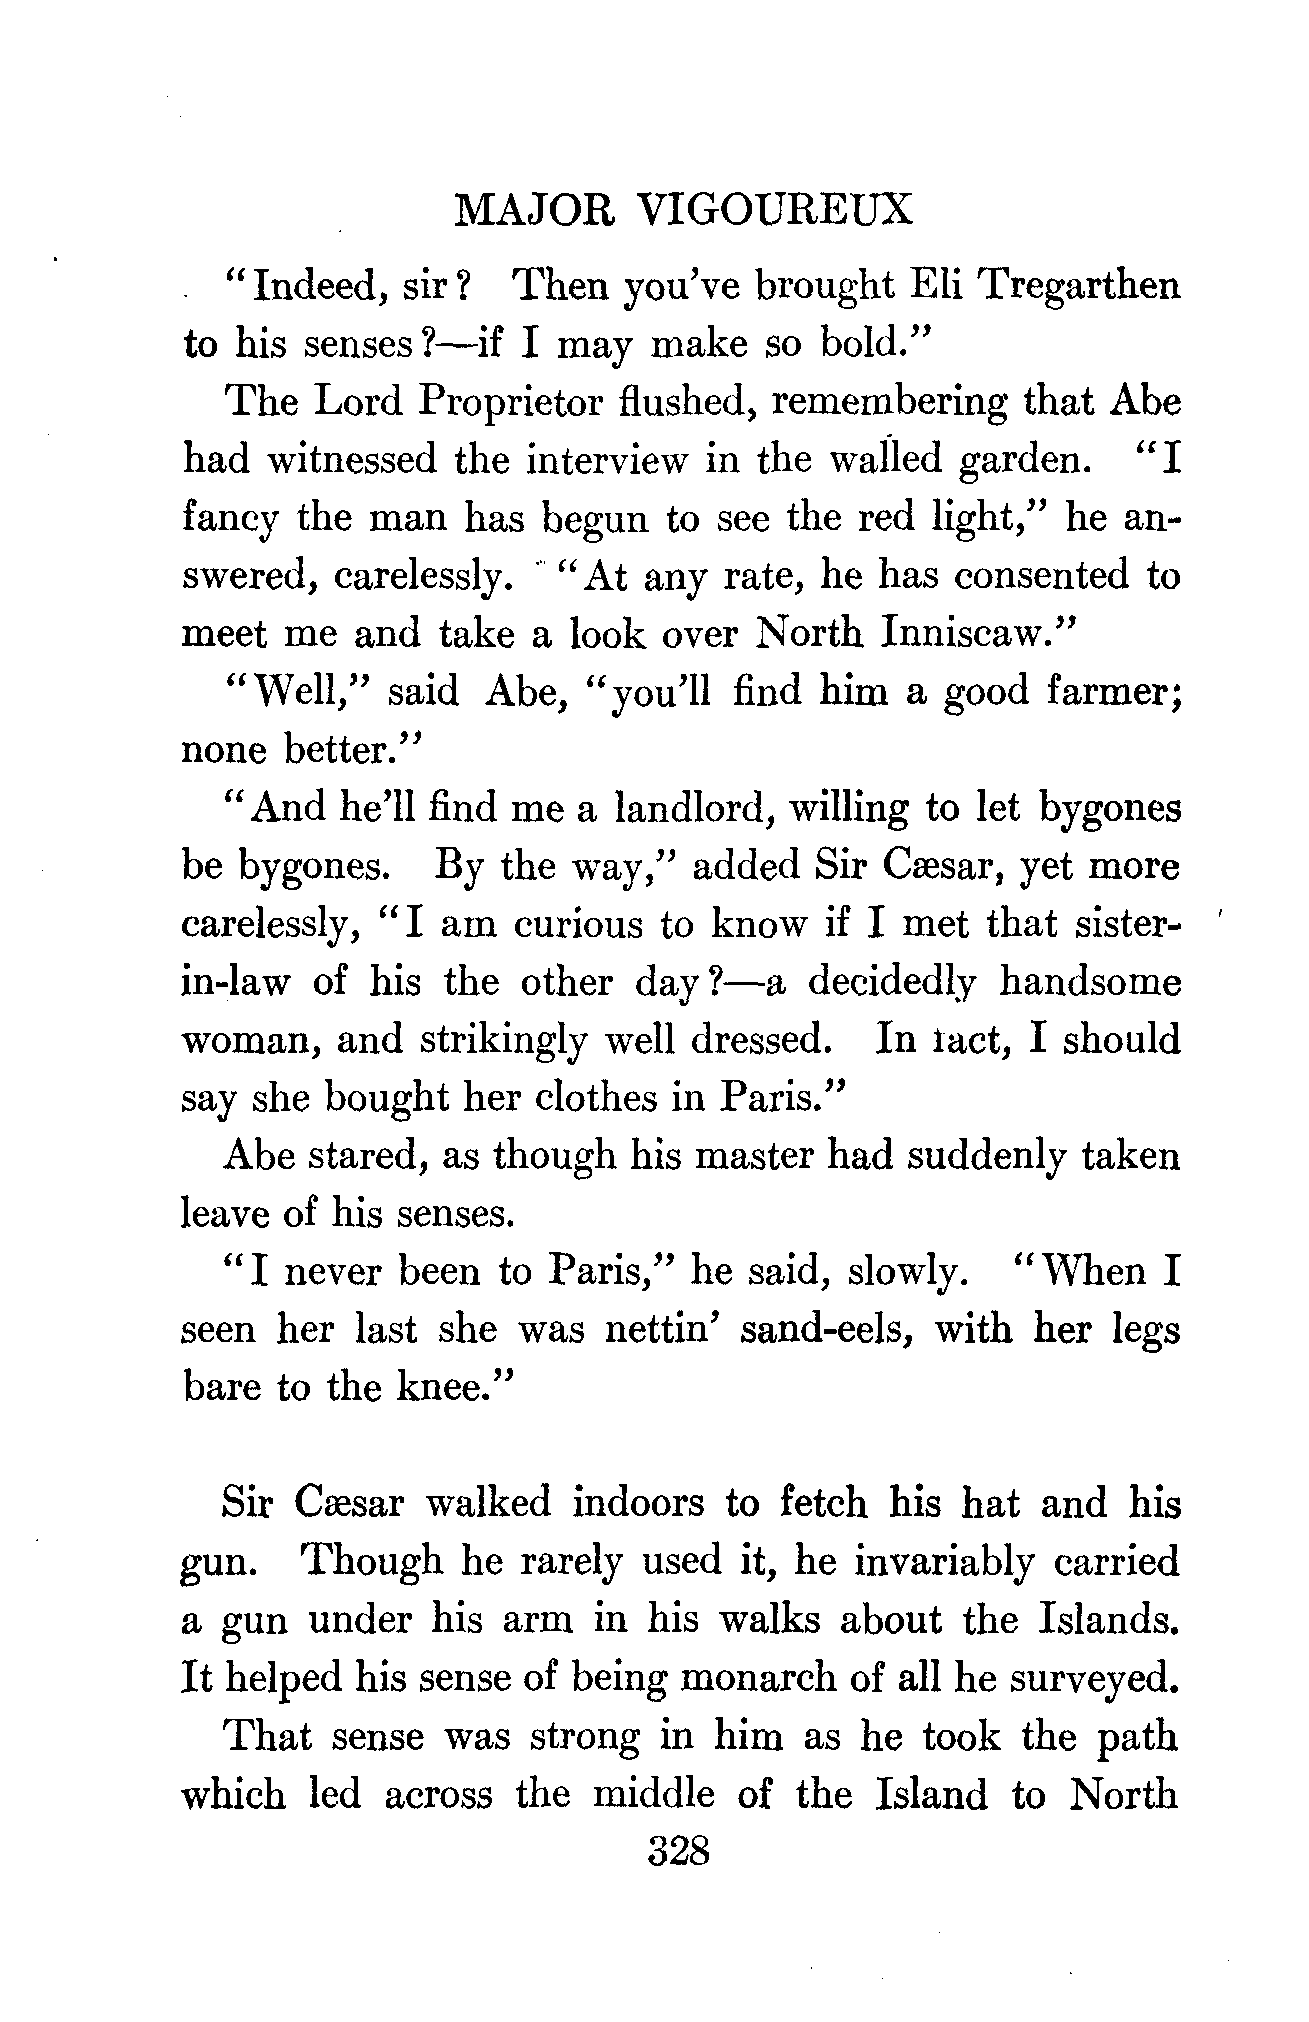 MAJOR VIGOUREUX
"Indeed, sir? Then you've brought Eli Tregarthen
to his senses?—if I may make so bold."
The Lord Proprietor flushed, remembering that Abe
had witnessed the interview in the walled garden. "I
fancy the man has begun to see the red light," he an-
swered, carelessly. "At any rate, he has consented to
meet me and take a look over North Inniscaw."
"Well," said Abe, "you'll find him a good farmer;
none better."
"And he'll find me a landlord, willing to let bygones
be bygones. By the way," added Sir Cæsar, yet more
carelessly, "I am curious to know if I met that sister-
in-law of his the other day?—a decidedly handsome
woman, and strikingly well dressed. In fact, I should
say she bought her clothes in Paris."
Abe stared, as though his master had suddenly taken
leave of his senses.
"I never been to Paris," he said, slowly. "When I
seen her last she was nettin' sand-eels, with her legs
bare to the knee."
Sir Cæsar walked indoors to fetch his hat and his
gun. Though he rarely used it, he invariably carried
a gun under his arm in his walks about the Islands.
It helped his sense of being monarch of all he surveyed.
That sense was strong in him as he took the path
which led across the middle of the Island to North
328